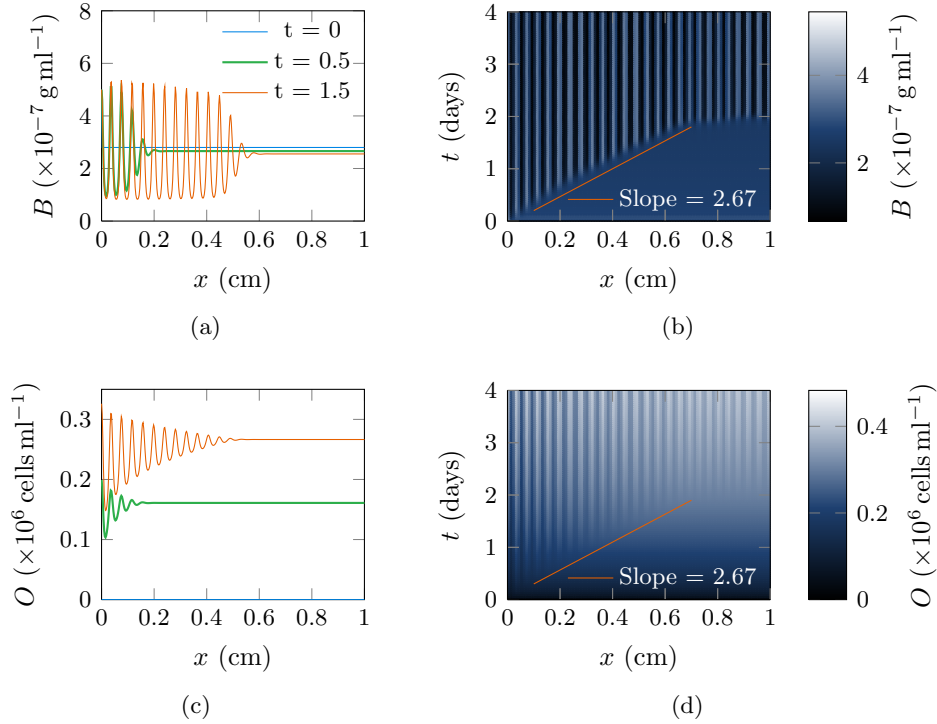 8
6
4
2
0
0
0.2
0.4
0.6
0.8
1
B (×10⁻⁷ g ml⁻¹)
x (cm)
t = 0
t = 0.5
t = 1.5
(a)
4
3
2
1
0
0
0.2
0.4
0.6
0.8
1
t (days)
x (cm)
Slope = 2.67
4
2
B (×10⁻⁷ g ml⁻¹)
(b)
0.3
0.2
0.1
0
0
0.2
0.4
0.6
0.8
1
O (×10⁶ cells ml⁻¹)
x (cm)
(c)
4
3
2
1
0
0
0.2
0.4
0.6
0.8
1
t (days)
x (cm)
Slope = 2.67
0.4
0.2
0
O (×10⁶ cells ml⁻¹)
(d)